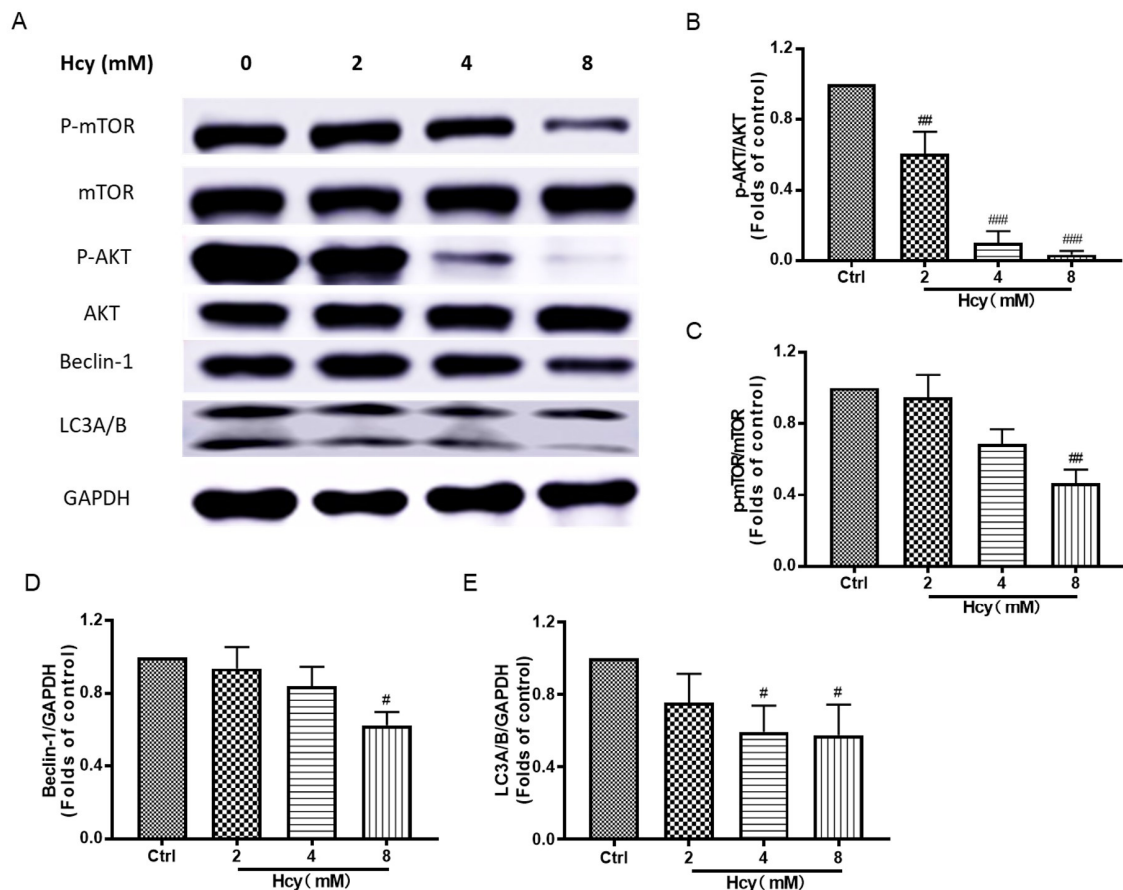 A
Hcy (mM) 0 2 4 8
P-mTOR
mTOR
P-AKT
AKT
Beclin-1
LC3A/B
GAPDH
B
p-AKT/AKT
(Folds of control)
1.2
0.8
0.4
0.0
##
###
###
Ctrl 2 4 8
Hcy( mM)
C
p-mTOR/mTOR
(Folds of control)
1.2
0.8
0.4
0.0
##
Ctrl 2 4 8
Hcy( mM)
D
Beclin-1/GAPDH
(Folds of control)
1.2
0.8
0.4
0.0
#
Ctrl 2 4 8
Hcy( mM)
E
LC3A/B/GAPDH
(Folds of control)
1.2
0.8
0.4
0.0
# #
Ctrl 2 4 8
Hcy( mM)